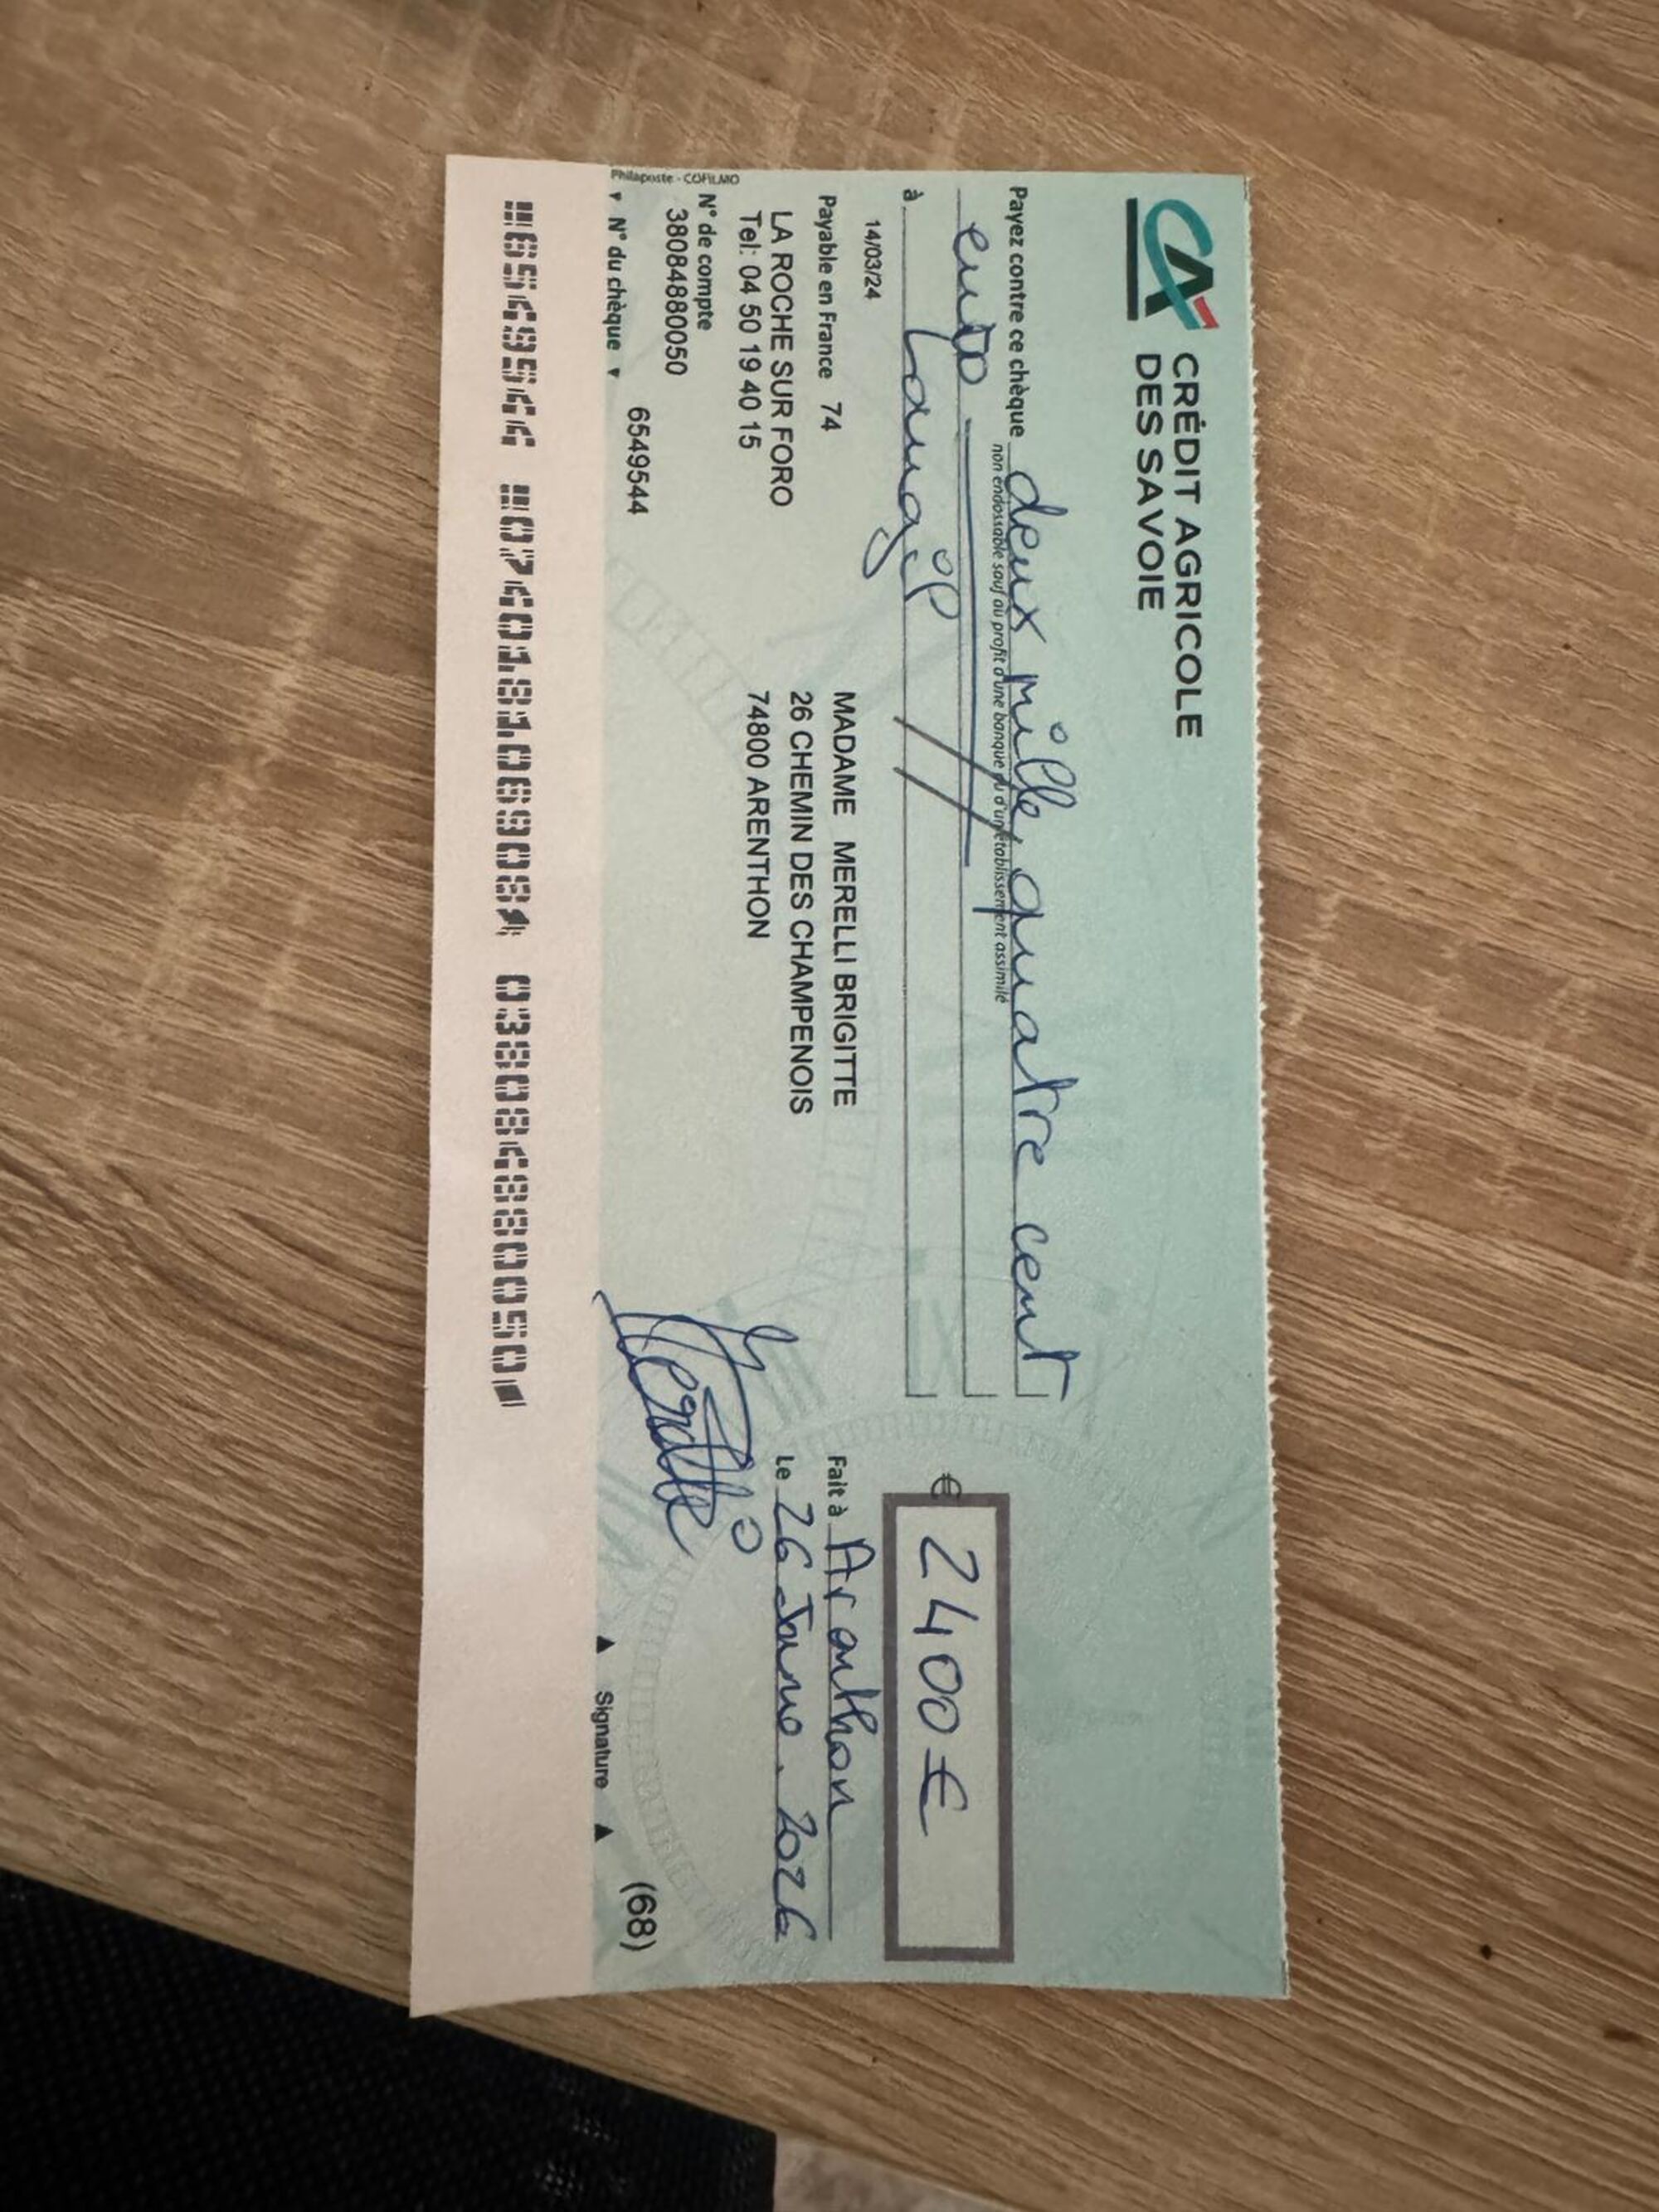 CRÉDIT AGRICOLE
DES SAVOIE
Payez contre ce chèque deux mille quatre cent
non endossable sauf au profit d'une banque ou d'un établissement assimilé
euro
à Langil
€ 2400€
14/03/24
Payable en France 74
LA ROCHE SUR FORO
Tel: 04 50 19 40 15
N° de compte
38084880050
MADAME MERELLI BRIGITTE
26 CHEMIN DES CHAMPENOIS
74800 ARENTHON
Fait à Arenthon
Le 26 Janv. 2026
Philaposte - COFILMO
N° du chèque 6549544
Signature
(68)
6549544 074018106908 038084880050